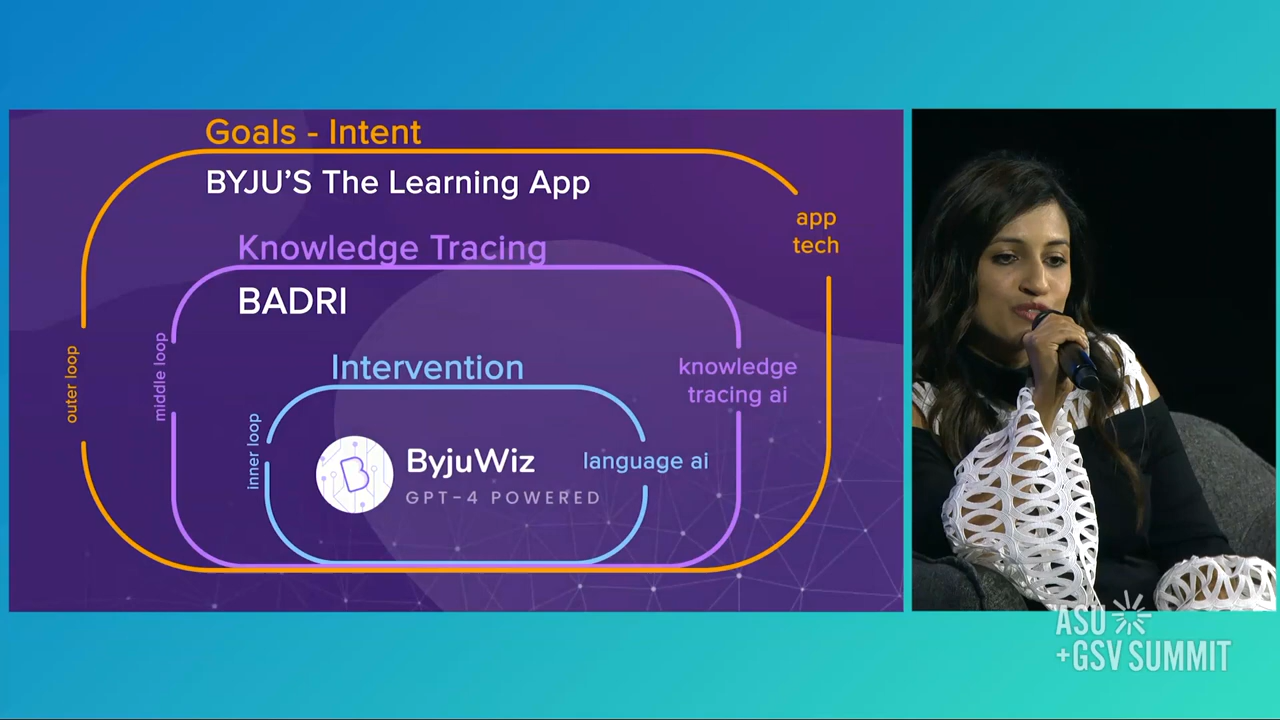 Goals - Intent
BYJU'S The Learning App
app
tech
Knowledge Tracing
BADRI
outer loop
middle loop
Intervention
knowledge
tracing ai
inner loop
ByjuWiz
GPT-4 POWERED
language ai
ASU
+GSV SUMMIT